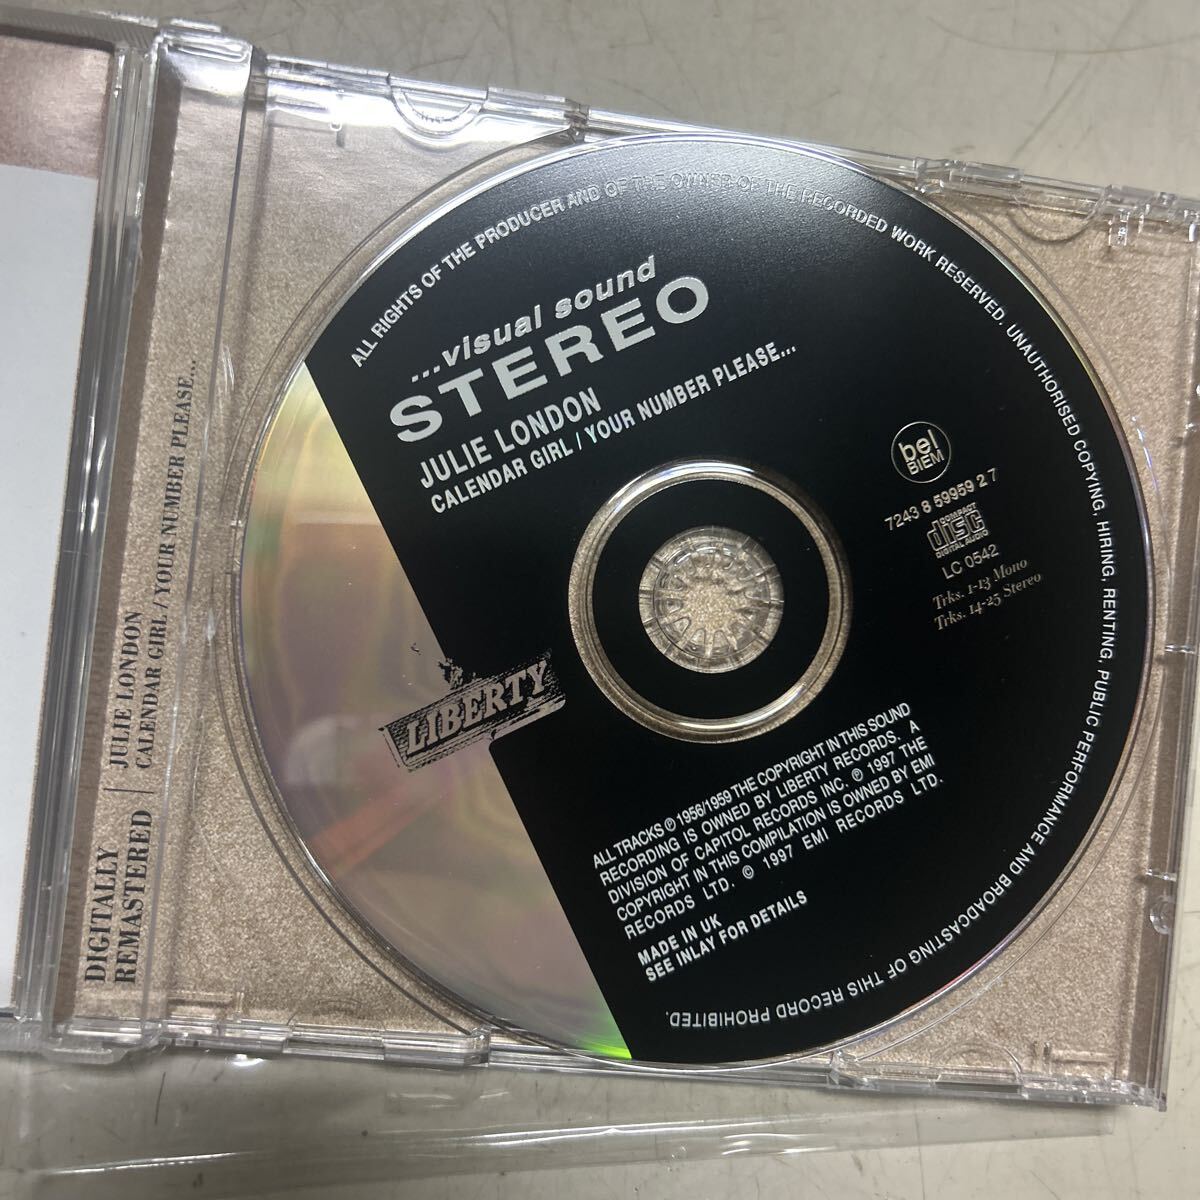 DIGITALLY
REMASTERED
JULIE LONDON
CALENDAR GIRL / YOUR NUMBER PLEASE...
ALL RIGHTS OF THE PRODUCER AND OF THE OWNER OF THE RECORDED WORK RESERVED. UNAUTHORISED COPYING, HIRING, RENTING, PUBLIC PERFORMANCE AND BROADCASTING OF THIS RECORD PROHIBITED.
...visual sound
STEREO
JULIE LONDON
CALENDAR GIRL / YOUR NUMBER PLEASE...
bel
BIEM
7243 8 59959 2 7
COMPACT
disc
DIGITAL AUDIO
LC 0542
Trks. 1-13 Mono
Trks. 14-25 Stereo
LIBERTY
ALL TRACKS ℗ 1956/1959 THE COPYRIGHT IN THIS SOUND
RECORDING IS OWNED BY LIBERTY RECORDS, A
DIVISION OF CAPITOL RECORDS INC. ℗ 1997 THE
COPYRIGHT IN THIS COMPILATION IS OWNED BY EMI
RECORDS LTD. © 1997 EMI RECORDS LTD.
MADE IN UK
SEE INLAY FOR DETAILS